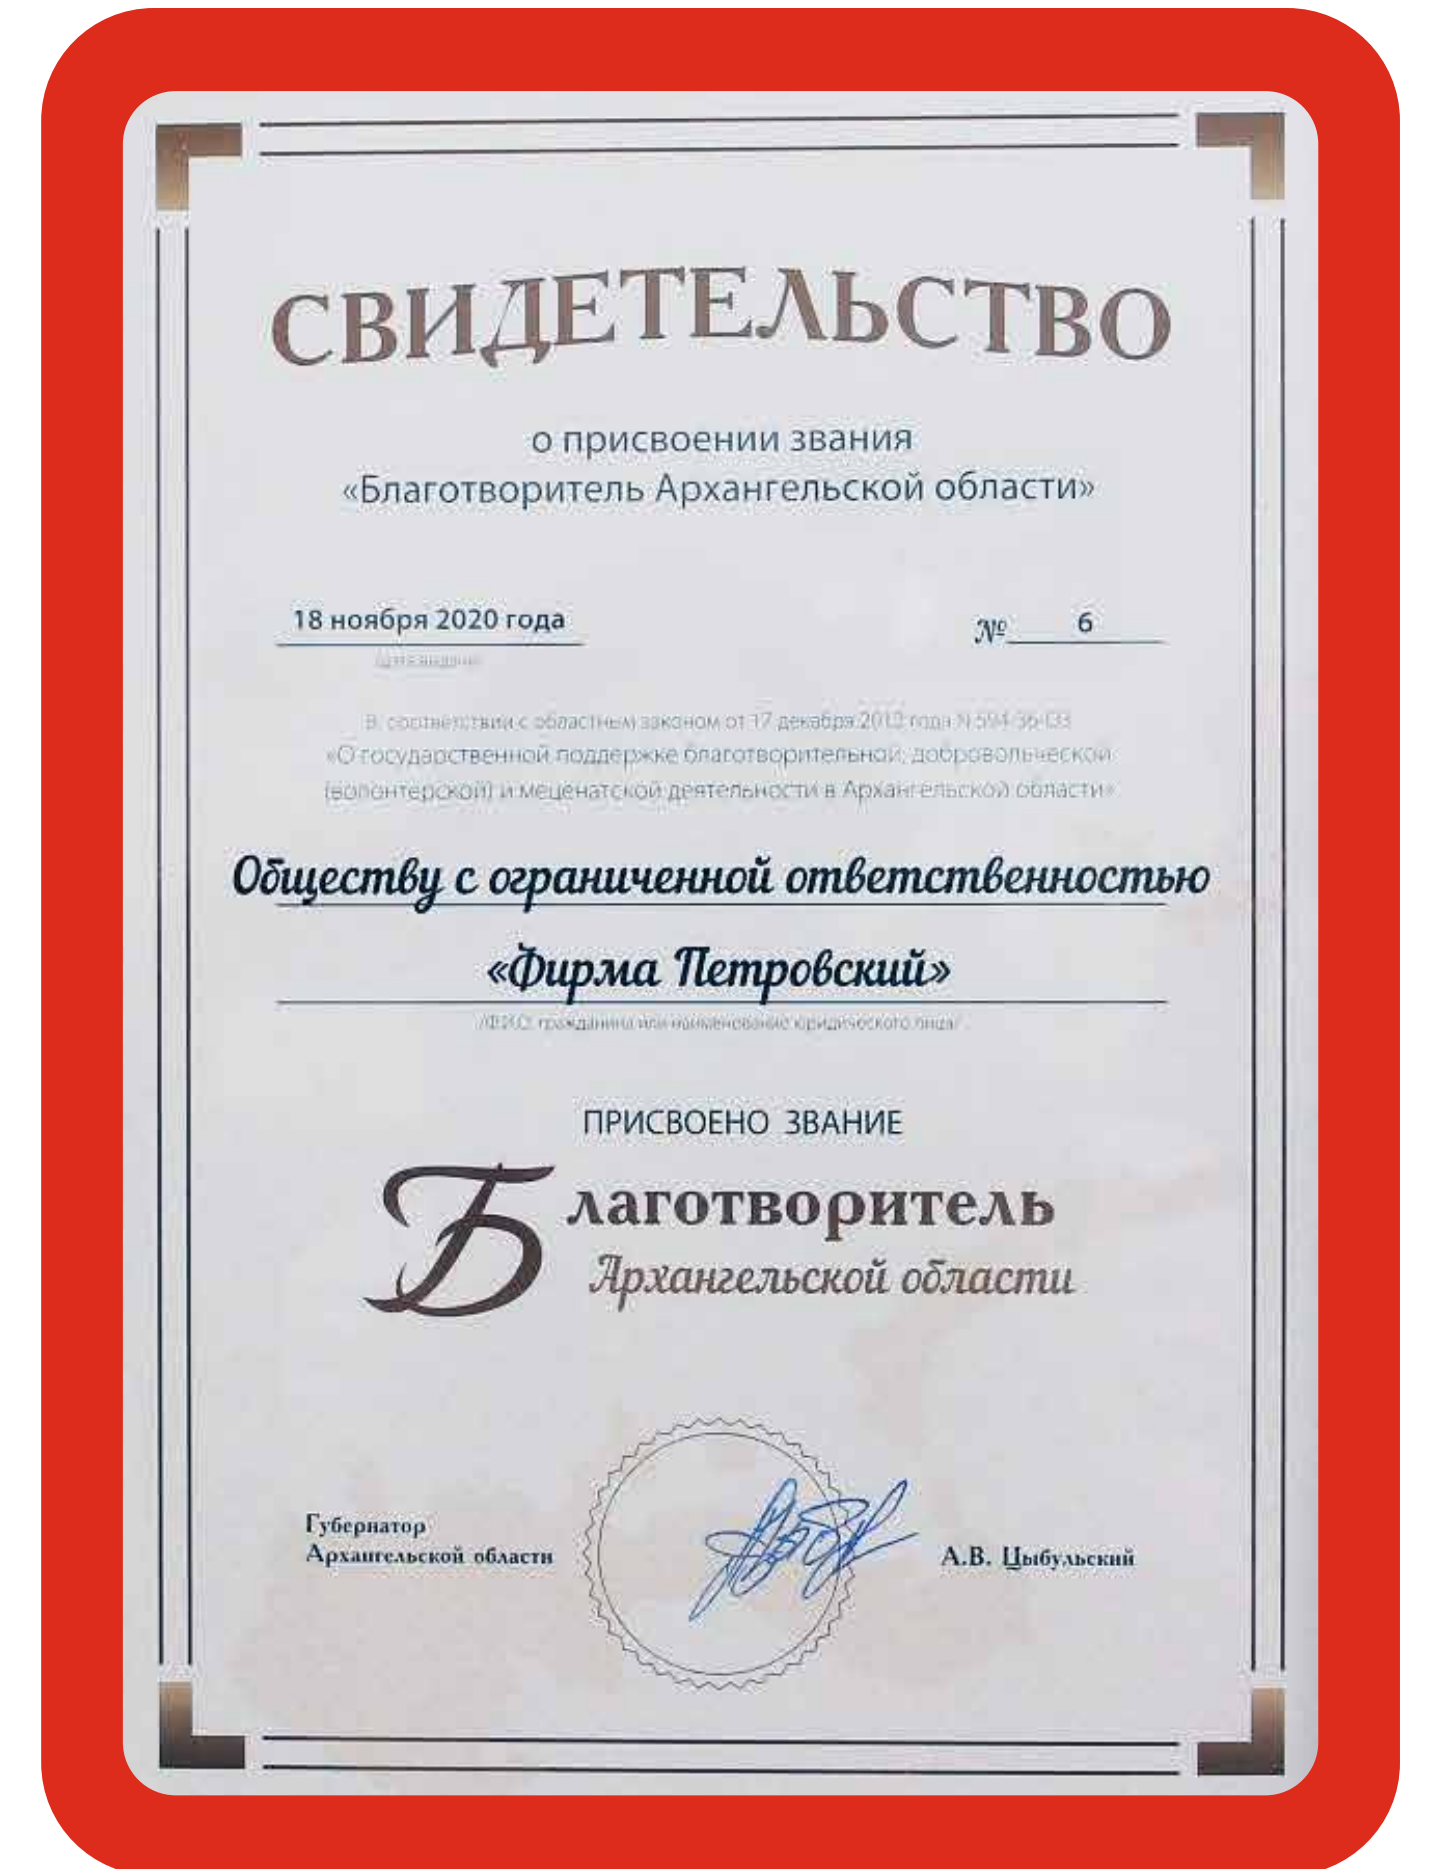 СВИДЕТЕЛЬСТВО
о присвоении звания
«Благотворитель Архангельской области»
18 ноября 2020 года
№ 6
/дата выдачи/
В соответствии с областным законом от 17 декабря 2012 года N 594-36-ОЗ
«О государственной поддержке благотворительной, добровольческой
(волонтерской) и меценатской деятельности в Архангельской области»
Обществу с ограниченной ответственностью
«Фирма Петровский»
/Ф.И.О. гражданина или наименование юридического лица/
ПРИСВОЕНО ЗВАНИЕ
Благотворитель
Архангельской области
Губернатор
Архангельской области
А.В. Цыбульский